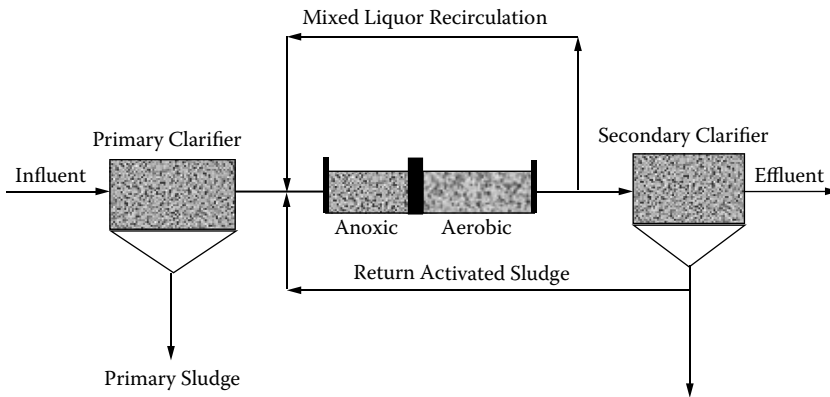 Mixed Liquor Recirculation
Primary Clarifier
Secondary Clarifier
Influent
Effluent
Anoxic
Aerobic
Return Activated Sludge
Primary Sludge